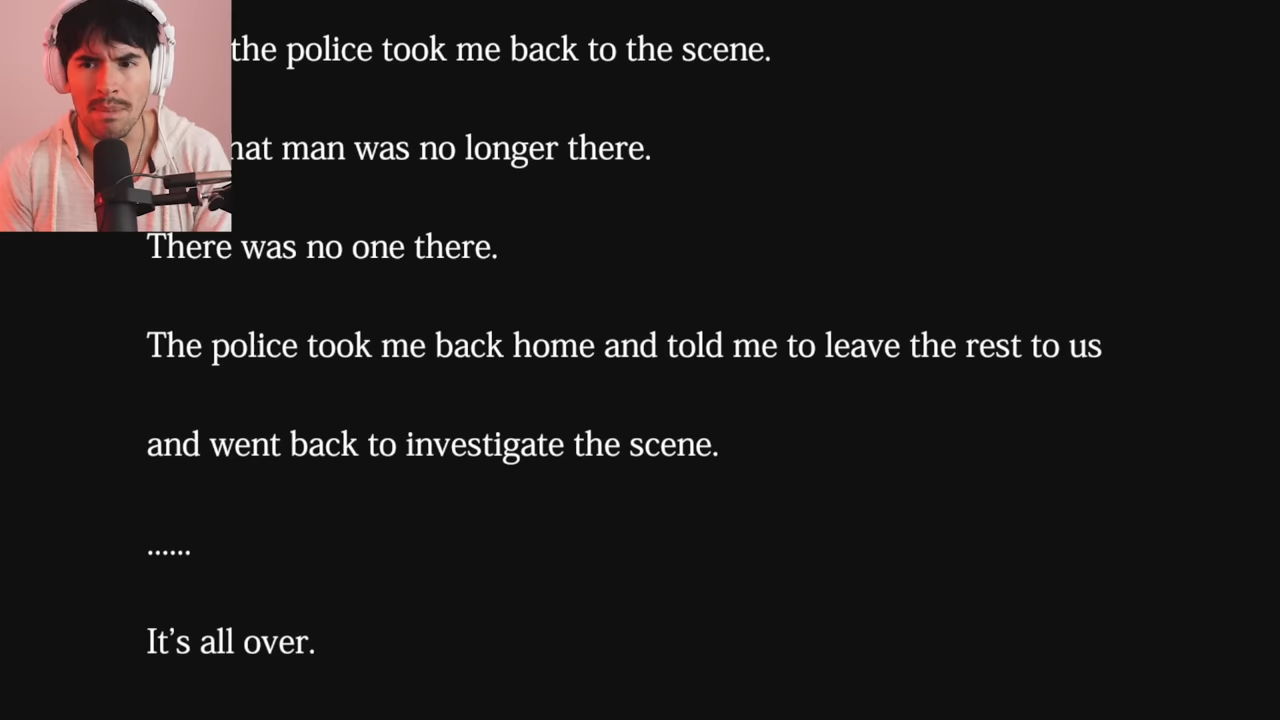 the police took me back to the scene.
man was no longer there.
There was no one there.
The police took me back home and told me to leave the rest to us
and went back to investigate the scene.
......
It’s all over.